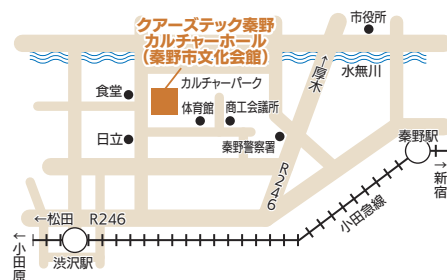 クアーズテック秦野
カルチャーホール
(秦野市文化会館)
市役所
←厚木
水無川
カルチャーパーク
食堂
体育館
商工会議所
日立
秦野警察署
秦野駅
→新宿
R246
小田急線
←松田
R246
←小田原
渋沢駅